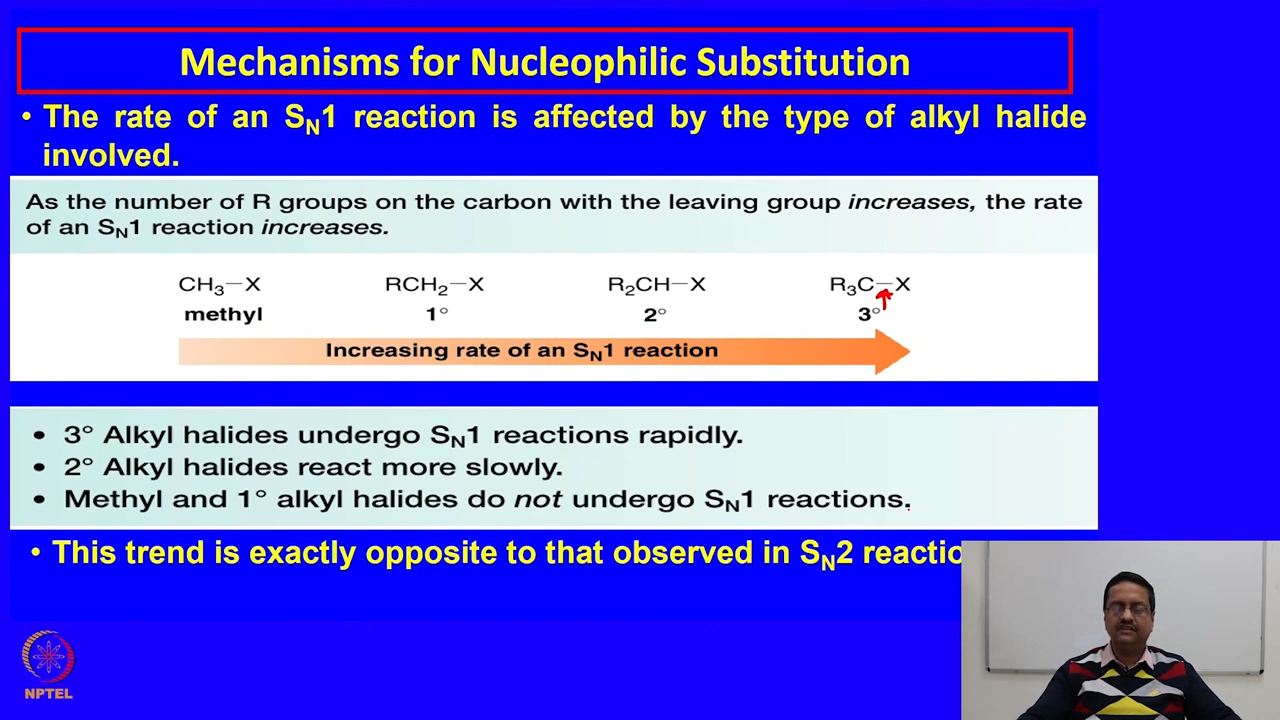 Mechanisms for Nucleophilic Substitution
• The rate of an SN1 reaction is affected by the type of alkyl halide
involved.
As the number of R groups on the carbon with the leaving group increases, the rate
of an SN1 reaction increases.
CH3–X RCH2–X R2CH–X R3C–X
methyl 1° 2° 3°
Increasing rate of an SN1 reaction
• 3° Alkyl halides undergo SN1 reactions rapidly.
• 2° Alkyl halides react more slowly.
• Methyl and 1° alkyl halides do not undergo SN1 reactions.
• This trend is exactly opposite to that observed in SN2
NPTEL